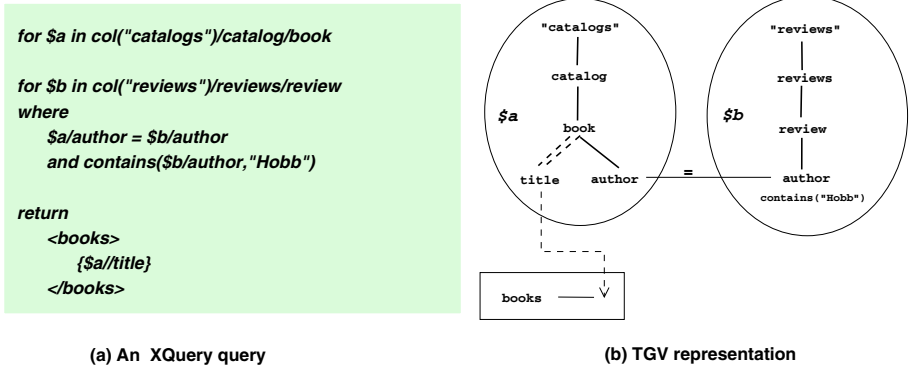 for $a in col("catalogs")/catalog/book
for $b in col("reviews")/reviews/review
where
$a/author = $b/author
and contains($b/author,"Hobb")
return
<books>
{$a//title}
</books>
(a) An XQuery query
"catalogs"
catalog
$a
book
title
author
=
"reviews"
reviews
$b
review
author
contains("Hobb")
books
(b) TGV representation